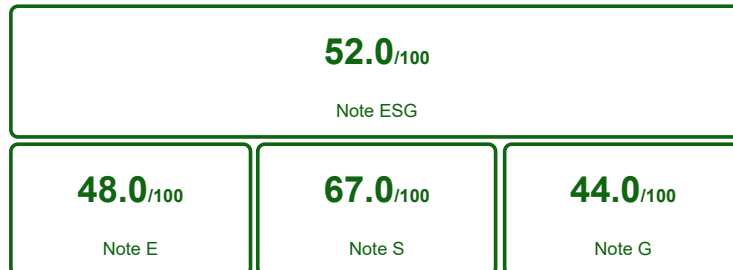 52.0/100
Note ESG
48.0/100
Note E
67.0/100
Note S
44.0/100
Note G